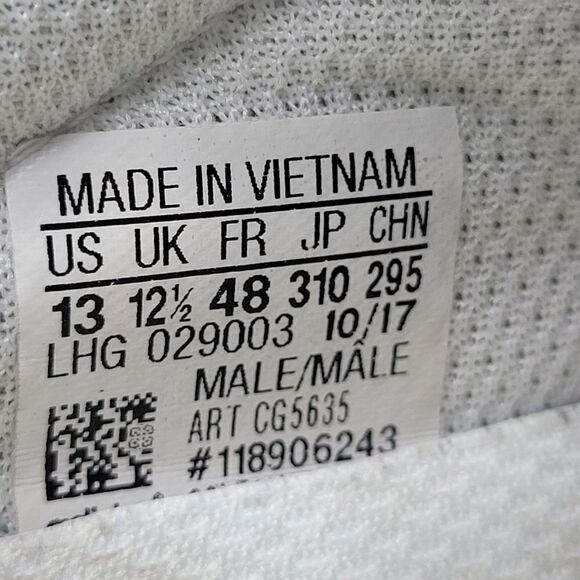 MADE IN VIETNAM
US UK FR JP CHN
13 12½ 48 310 295
LHG 029003 10/17
MALE/MÂLE
ART CG5635
#118906243